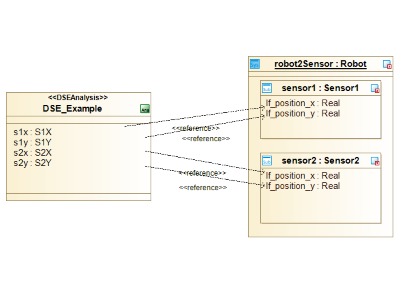 <<DSEAnalysis>>
DSE_Example
s1x : S1X
s1y : S1Y
s2x : S2X
s2y : S2Y
<<reference>>
<<reference>>
<<reference>>
<<reference>>
robot2Sensor : Robot
sensor1 : Sensor1
lf_position_x : Real
lf_position_y : Real
sensor2 : Sensor2
lf_position_x : Real
lf_position_y : Real